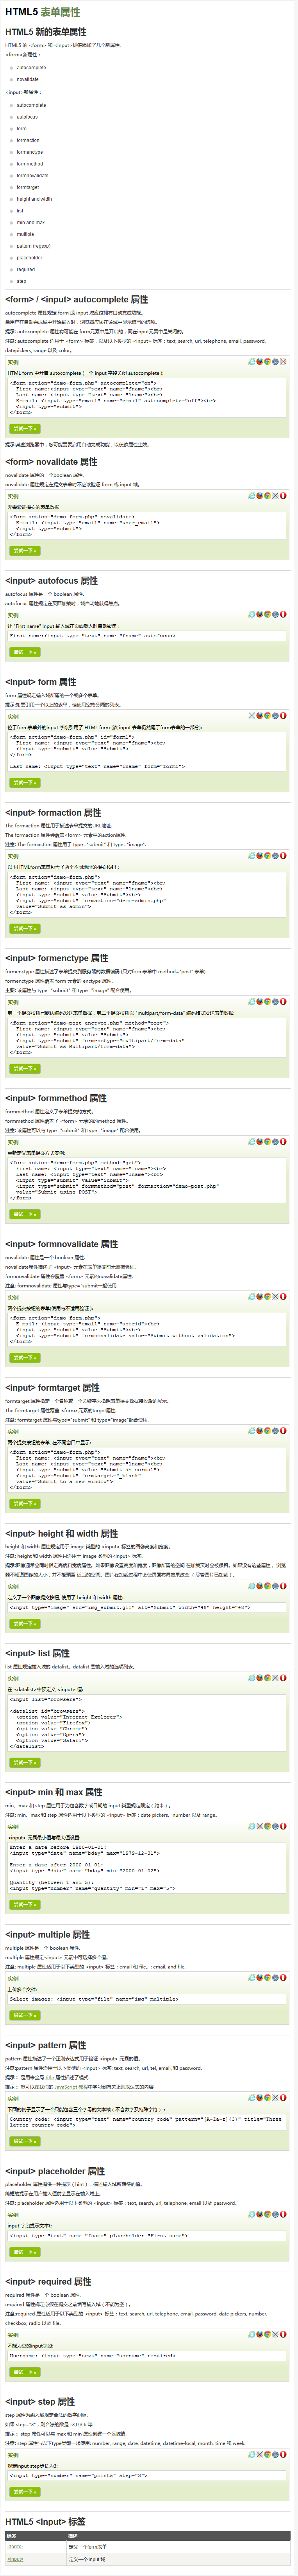 HTML5 表单属性
HTML5 新的表单属性
HTML5 的 <form> 和 <input>标签添加了几个新属性.
<form>新属性：
autocomplete
novalidate
<input>新属性：
autocomplete
autofocus
form
formaction
formenctype
formmethod
formnovalidate
formtarget
height and width
list
min and max
multiple
pattern (regexp)
placeholder
required
step
<form> / <input> autocomplete 属性
autocomplete 属性规定 form 或 input 域应该拥有自动完成功能。
当用户在自动完成域中开始输入时，浏览器应该在该域中显示填写的选项。
提示: autocomplete 属性有可能在 form元素中是开启的，而在input元素中是关闭的。
注意: autocomplete 适用于 <form> 标签，以及以下类型的 <input> 标签：text, search, url, telephone, email, password,
datepickers, range 以及 color。
实例
HTML form 中开启 autocomplete (一个 input 字段关闭 autocomplete ):
<form action="demo-form.php" autocomplete="on">
First name:<input type="text" name="fname"><br>
Last name: <input type="text" name="lname"><br>
E-mail: <input type="email" name="email" autocomplete="off"><br>
<input type="submit">
</form>
尝试一下 »
提示:某些浏览器中，您可能需要启用自动完成功能，以使该属性生效。
<form> novalidate 属性
novalidate 属性的一个boolean 属性.
novalidate 属性规定在提交表单时不应该验证 form 或 input 域。
实例
无需验证提交的表单数据
<form action="demo-form.php" novalidate>
E-mail: <input type="email" name="user_email">
<input type="submit">
</form>
尝试一下 »
<input> autofocus 属性
autofocus 属性是一个 boolean 属性.
autofocus 属性规定在页面加载时，域自动地获得焦点。
实例
让 "First name" input 输入域在页面载入时自动聚焦：
First name:<input type="text" name="fname" autofocus>
尝试一下 »
<input> form 属性
form 属性规定输入域所属的一个或多个表单。
提示:如需引用一个以上的表单，请使用空格分隔的列表。
实例
位于form表单外的input 字段引用了 HTML form (该 input 表单仍然属于form表单的一部分):
<form action="demo-form.php" id="form1">
First name: <input type="text" name="fname"><br>
<input type="submit" value="Submit">
</form>
Last name: <input type="text" name="lname" form="form1">
尝试一下 »
<input> formaction 属性
The formaction 属性用于描述表单提交的URL地址.
The formaction 属性会覆盖<form> 元素中的action属性.
注意: The formaction 属性用于 type="submit" 和 type="image".
实例
以下HTMLform表单包含了两个不同地址的提交按钮：
<form action="demo-form.php">
First name: <input type="text" name="fname"><br>
Last name: <input type="text" name="lname"><br>
<input type="submit" value="Submit"><br>
<input type="submit" formaction="demo-admin.php"
value="Submit as admin">
</form>
尝试一下 »
<input> formenctype 属性
formenctype 属性描述了表单提交到服务器的数据编码 (只对form表单中 method="post" 表单)
formenctype 属性覆盖 form 元素的 enctype 属性。
主要: 该属性与 type="submit" 和 type="image" 配合使用。
实例
第一个提交按钮已默认编码发送表单数据，第二个提交按钮以 "multipart/form-data" 编码格式发送表单数据:
<form action="demo-post_enctype.php" method="post">
First name: <input type="text" name="fname"><br>
<input type="submit" value="Submit">
<input type="submit" formenctype="multipart/form-data"
value="Submit as Multipart/form-data">
</form>
尝试一下 »
<input> formmethod 属性
formmethod 属性定义了表单提交的方式。
formmethod 属性覆盖了 <form> 元素的的method 属性。
注意: 该属性可以与 type="submit" 和 type="image" 配合使用。
实例
重新定义表单提交方式实例:
<form action="demo-form.php" method="get">
First name: <input type="text" name="fname"><br>
Last name: <input type="text" name="lname"><br>
<input type="submit" value="Submit">
<input type="submit" formmethod="post" formaction="demo-post.php"
value="Submit using POST">
</form>
尝试一下 »
<input> formnovalidate 属性
novalidate 属性是一个 boolean 属性.
novalidate属性描述了 <input> 元素在表单提交时无需被验证。
formnovalidate 属性会覆盖 <form> 元素的novalidate属性.
注意: formnovalidate 属性与type="submit一起使用
实例
两个提交按钮的表单(使用与不适用验证 ):
<form action="demo-form.php">
E-mail: <input type="email" name="userid"><br>
<input type="submit" value="Submit"><br>
<input type="submit" formnovalidate value="Submit without validation">
</form>
尝试一下 »
<input> formtarget 属性
formtarget 属性指定一个名称或一个关键字来指明表单提交数据接收后的展示。
The formtarget 属性覆盖 <form>元素的target属性.
注意: formtarget 属性与type="submit" 和 type="image"配合使用.
实例
两个提交按钮的表单, 在不同窗口中显示:
<form action="demo-form.php">
First name: <input type="text" name="fname"><br>
Last name: <input type="text" name="lname"><br>
<input type="submit" value="Submit as normal">
<input type="submit" formtarget="_blank"
value="Submit to a new window">
</form>
尝试一下 »
<input> height 和 width 属性
height 和 width 属性规定用于 image 类型的 <input> 标签的图像高度和宽度。
注意: height 和 width 属性只适用于 image 类型的<input> 标签。
提示:图像通常会同时指定高度和宽度属性。如果图像设置高度和宽度，图像所需的空间 在加载页时会被保留。如果没有这些属性， 浏览
器不知道图像的大小，并不能预留 适当的空间。图片在加载过程中会使页面布局效果改变 （尽管图片已加载）。
实例
定义了一个图像提交按钮, 使用了 height 和 width 属性:
<input type="image" src="img_submit.gif" alt="Submit" width="48" height="48">
尝试一下 »
<input> list 属性
list 属性规定输入域的 datalist。datalist 是输入域的选项列表。
实例
在 <datalist>中预定义 <input> 值:
<input list="browsers">
<datalist id="browsers">
<option value="Internet Explorer">
<option value="Firefox">
<option value="Chrome">
<option value="Opera">
<option value="Safari">
</datalist>
尝试一下 »
<input> min 和 max 属性
min、max 和 step 属性用于为包含数字或日期的 input 类型规定限定（约束）。
注意: min、max 和 step 属性适用于以下类型的 <input> 标签：date pickers、number 以及 range。
实例
<input> 元素最小值与最大值设置:
Enter a date before 1980-01-01:
<input type="date" name="bday" max="1979-12-31">
Enter a date after 2000-01-01:
<input type="date" name="bday" min="2000-01-02">
Quantity (between 1 and 5):
<input type="number" name="quantity" min="1" max="5">
尝试一下 »
<input> multiple 属性
multiple 属性是一个 boolean 属性.
multiple 属性规定<input> 元素中可选择多个值。
注意: multiple 属性适用于以下类型的 <input> 标签：email 和 file。: email, and file.
实例
上传多个文件:
Select images: <input type="file" name="img" multiple>
尝试一下 »
<input> pattern 属性
pattern 属性描述了一个正则表达式用于验证 <input> 元素的值。
注意:pattern 属性适用于以下类型的 <input> 标签: text, search, url, tel, email, 和 password.
提示： 是用来全局 title 属性描述了模式.
提示： 您可以在我们的 JavaScript 教程中学习到有关正则表达式的内容
实例
下面的例子显示了一个只能包含三个字母的文本域（不含数字及特殊字符）：
Country code: <input type="text" name="country_code" pattern="[A-Za-z]{3}" title="Three
letter country code">
尝试一下 »
<input> placeholder 属性
placeholder 属性提供一种提示（hint），描述输入域所期待的值。
简短的提示在用户输入值前会显示在输入域上。
注意: placeholder 属性适用于以下类型的 <input> 标签：text, search, url, telephone, email 以及 password。
实例
input 字段提示文本t:
<input type="text" name="fname" placeholder="First name">
尝试一下 »
<input> required 属性
required 属性是一个 boolean 属性.
required 属性规定必须在提交之前填写输入域（不能为空）。
注意:required 属性适用于以下类型的 <input> 标签：text, search, url, telephone, email, password, date pickers, number,
checkbox, radio 以及 file。
实例
不能为空的input字段:
Username: <input type="text" name="usrname" required>
尝试一下 »
<input> step 属性
step 属性为输入域规定合法的数字间隔。
如果 step="3"，则合法的数是 -3,0,3,6 等
提示： step 属性可以与 max 和 min 属性创建一个区域值.
注意: step 属性与以下type类型一起使用: number, range, date, datetime, datetime-local, month, time 和 week.
实例
规定input step步长为3:
<input type="number" name="points" step="3">
尝试一下 »
HTML5 <input> 标签
标签 描述
<form> 定义一个form表单
<input> 定义一个 input 域